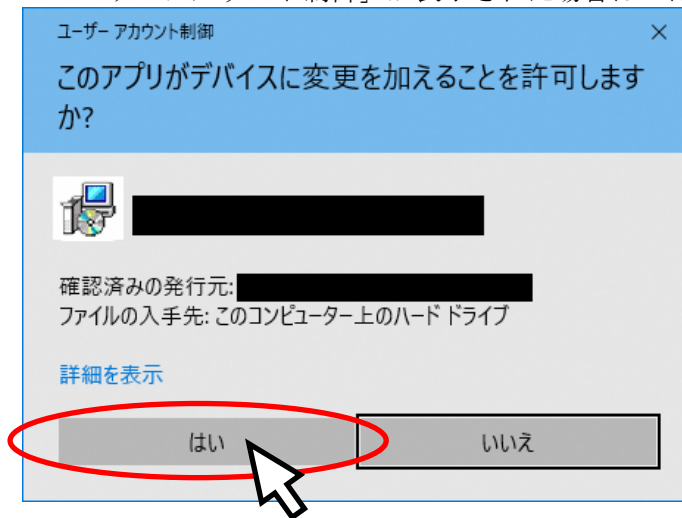 ユーザー アカウント制御
このアプリがデバイスに変更を加えることを許可します
か?
確認済みの発行元:
ファイルの入手先: このコンピューター上のハード ドライブ
詳細を表示
はい
いいえ